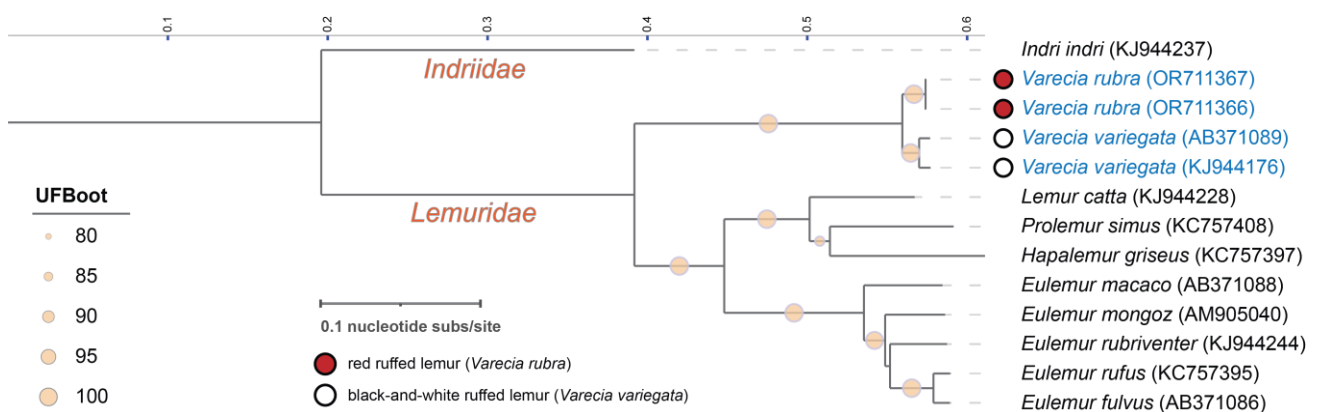 0.1 0.2 0.3 0.4 0.5 0.6
Indri indri (KJ944237)
Indriidae
Varecia rubra (OR711367)
Varecia rubra (OR711366)
Varecia variegata (AB371089)
Varecia variegata (KJ944176)
Lemuridae
Lemur catta (KJ944228)
Prolemur simus (KC757408)
Hapalemur griseus (KC757397)
Eulemur macaco (AB371088)
Eulemur mongoz (AM905040)
Eulemur rubriventer (KJ944244)
Eulemur rufus (KC757395)
Eulemur fulvus (AB371086)
UFBoot
80
85
90
95
100
0.1 nucleotide subs/site
red ruffed lemur (Varecia rubra)
black-and-white ruffed lemur (Varecia variegata)